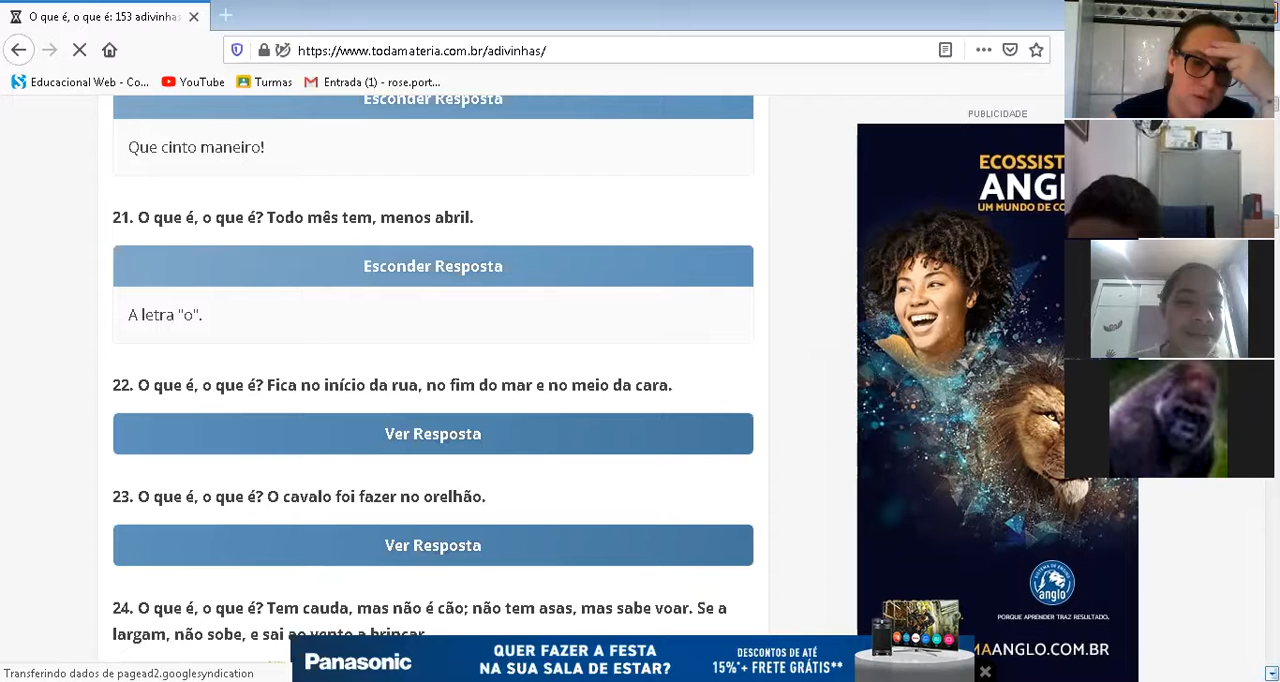 O que é, o que é: 153 adivinhas
https://www.todamateria.com.br/adivinhas/
Educacional Web - Co...
YouTube
Turmas
Entrada (1) - rose.port...
Esconder Resposta
Que cinto maneiro!
21. O que é, o que é? Todo mês tem, menos abril.
Esconder Resposta
A letra "o".
22. O que é, o que é? Fica no início da rua, no fim do mar e no meio da cara.
Ver Resposta
23. O que é, o que é? O cavalo foi fazer no orelhão.
Ver Resposta
24. O que é, o que é? Tem cauda, mas não é cão; não tem asas, mas sabe voar. Se a
largam, não sobe, e sai ao vento a brincar.
PUBLICIDADE
ECOSSIST
ANG
UM MUNDO DE CO
SISTEMA DE ENSINO
anglo
PORQUE APRENDER TRAZ RESULTADO.
MAANGLO.COM.BR
Panasonic
QUER FAZER A FESTA
NA SUA SALA DE ESTAR?
DESCONTOS DE ATÉ
15%*+ FRETE GRÁTIS**
Transferindo dados de pagead2.googlesyndication